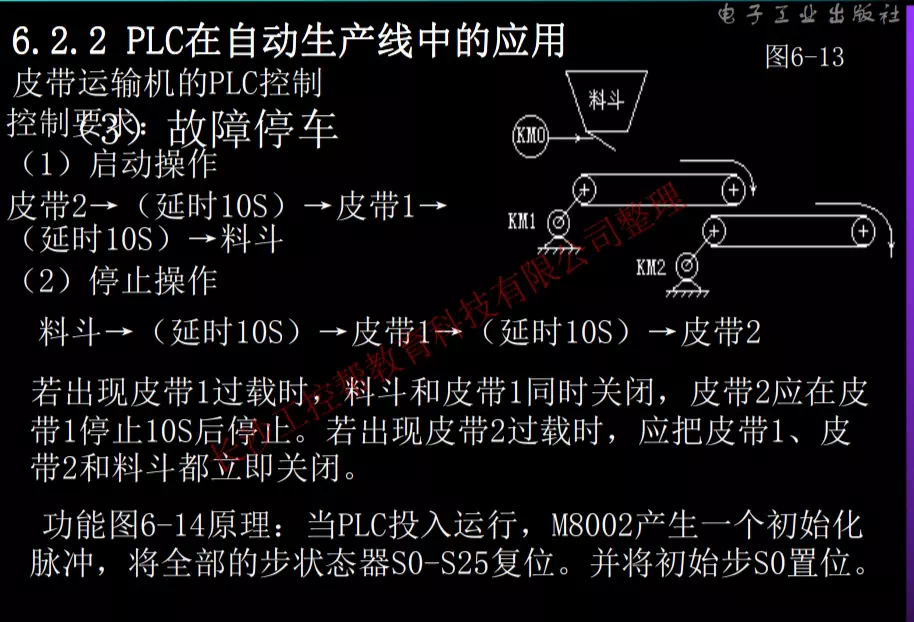 电子工业出版社
6.2.2 PLC在自动生产线中的应用
图6-13
皮带运输机的PLC控制
控制要求:
(3)故障停车
(1)启动操作
皮带2→(延时10S)→皮带1→
(延时10S)→料斗
(2)停止操作
料斗→(延时10S)→皮带1→(延时10S)→皮带2
料斗
KM0
KM1
KM2
若出现皮带1过载时,料斗和皮带1同时关闭,皮带2应在皮
带1停止10S后停止。若出现皮带2过载时,应把皮带1、皮
带2和料斗都立即关闭。
功能图6-14原理:当PLC投入运行,M8002产生一个初始化
脉冲,将全部的步状态器S0-S25复位。并将初始步S0置位。
长沙工控帮教育科技有限公司整理